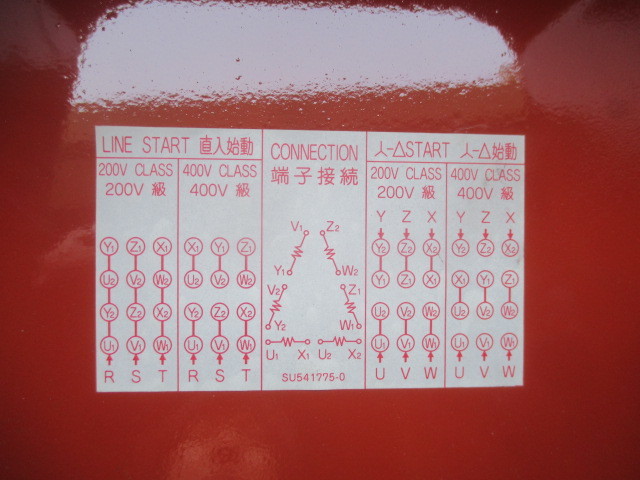 LINE START 直入始動
200V CLASS
200V 級
Y1 Z1 X1
U2 V2 W2
Y2 Z2 X2
U1 V1 W1
R S T
400V CLASS
400V 級
X1 Y1 Z1
U2 V2 W2
X2 Y2 Z2
U1 V1 W1
R S T
CONNECTION
端子接続
V1 Z2
Y1 W2
V2 Z1
Y2 W1
U1 X1 U2 X2
SU541775-0
人-△START 人-△始動
200V CLASS
200V 級
Y Z X
Y2 Z2 X2
Y1 Z1 X1
U2 V2 W2
U1 V1 W1
U V W
400V CLASS
400V 級
Y Z X
Y2 Z2 X2
X1 Y1 Z1
U2 V2 W2
U1 V1 W1
U V W